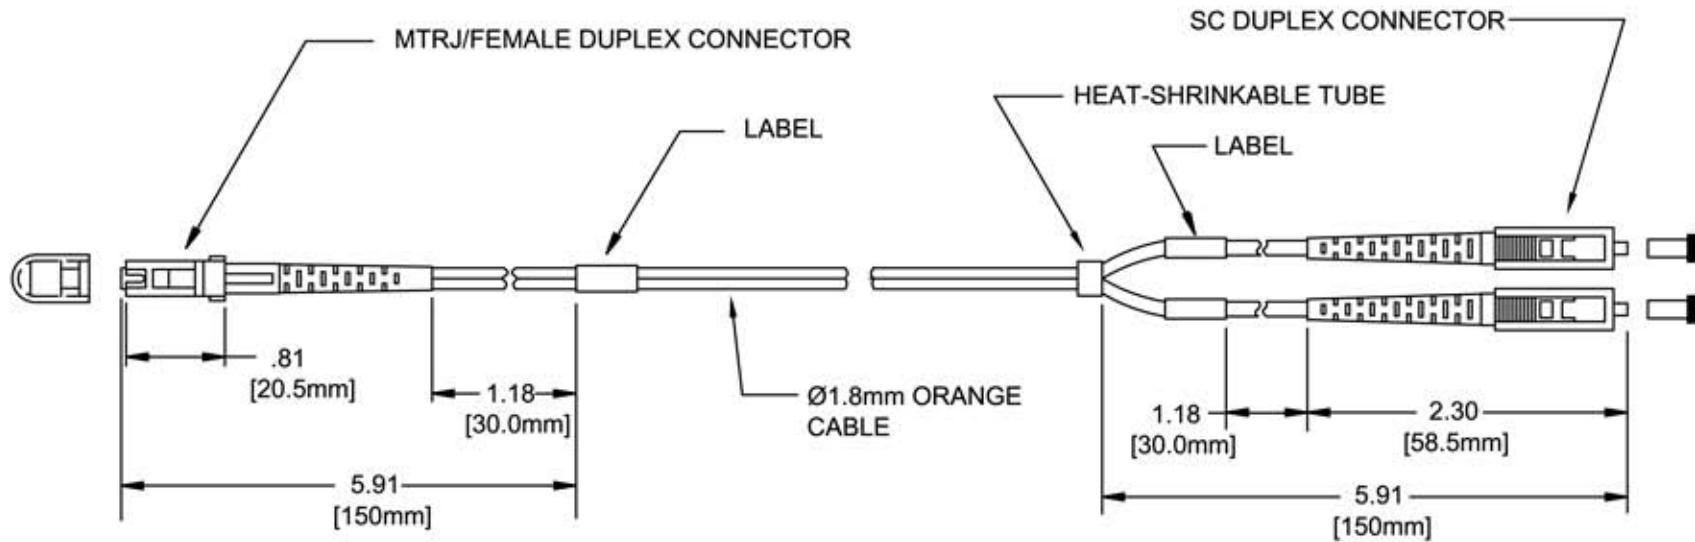 SC DUPLEX CONNECTOR
MTRJ/FEMALE DUPLEX CONNECTOR
HEAT-SHRINKABLE TUBE
LABEL
LABEL
.81
[20.5mm]
1.18
[30.0mm]
Ø1.8mm ORANGE
CABLE
1.18
[30.0mm]
2.30
[58.5mm]
5.91
[150mm]
5.91
[150mm]